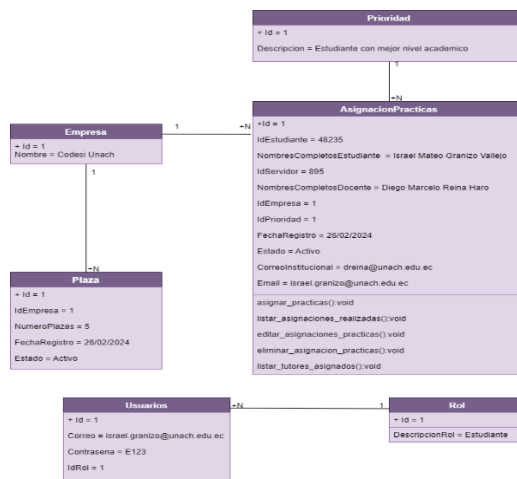 Prioridad
+ Id = 1
Descripcion = Estudiante con mejor nivel academico
1
+N
AsignacionPracticas
+Id = 1
IdEstudiante = 48235
NombresCompletosEstudiante = Israel Mateo Granizo Vallejo
IdServidor = 895
NombresCompletosDocente = Diego Marcelo Reina Haro
IdEmpresa = 1
IdPrioridad = 1
FechaRegistro = 26/02/2024
Estado = Activo
CorreoInstitucional = dreina@unach.edu.ec
Email = israel.granizo@unach.edu.ec
asignar_practicas():void
listar_asignaciones_realizadas():void
editar_asignaciones_practicas():void
eliminar_asignacion_practicas():void
listar_tutores_asignados():void
Empresa
+ Id = 1
Nombre = Codesi Unach
1
+N
1
+N
Plaza
+ Id = 1
IdEmpresa = 1
NumeroPlazas = 5
FechaRegistro = 26/02/2024
Estado = Activo
Usuarios
+ Id = 1
Correo = israel.granizo@unach.edu.ec
Contrasena = E123
IdRol = 1
+N
1
Rol
+ Id = 1
DescripcionRol = Estudiante